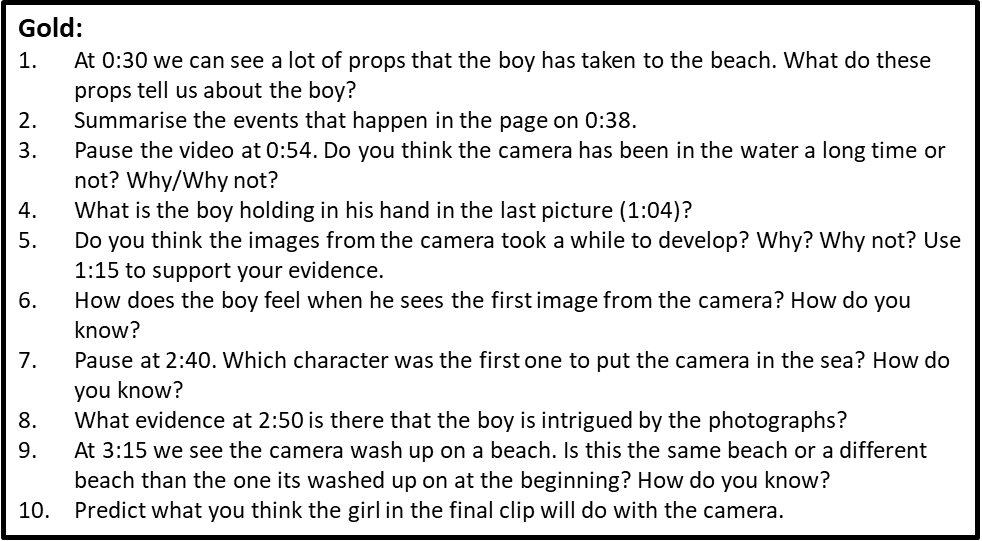 Gold:
1. At 0:30 we can see a lot of props that the boy has taken to the beach. What do these
props tell us about the boy?
2. Summarise the events that happen in the page on 0:38.
3. Pause the video at 0:54. Do you think the camera has been in the water a long time or
not? Why/Why not?
4. What is the boy holding in his hand in the last picture (1:04)?
5. Do you think the images from the camera took a while to develop? Why? Why not? Use
1:15 to support your evidence.
6. How does the boy feel when he sees the first image from the camera? How do you
know?
7. Pause at 2:40. Which character was the first one to put the camera in the sea? How do
you know?
8. What evidence at 2:50 is there that the boy is intrigued by the photographs?
9. At 3:15 we see the camera wash up on a beach. Is this the same beach or a different
beach than the one its washed up on at the beginning? How do you know?
10. Predict what you think the girl in the final clip will do with the camera.